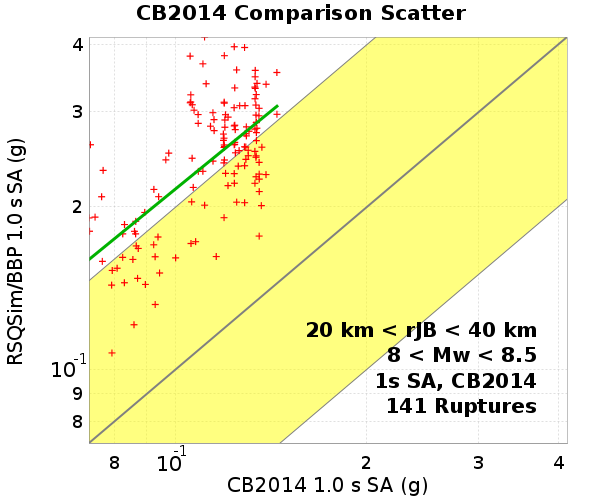 CB2014 Comparison Scatter
RSQSim/BBP 1.0 s SA (g)
4
3
2
10-1
9
8
20 km < rJB < 40 km
8 < Mw < 8.5
1s SA, CB2014
141 Ruptures
8 10-1 2 3 4
CB2014 1.0 s SA (g)